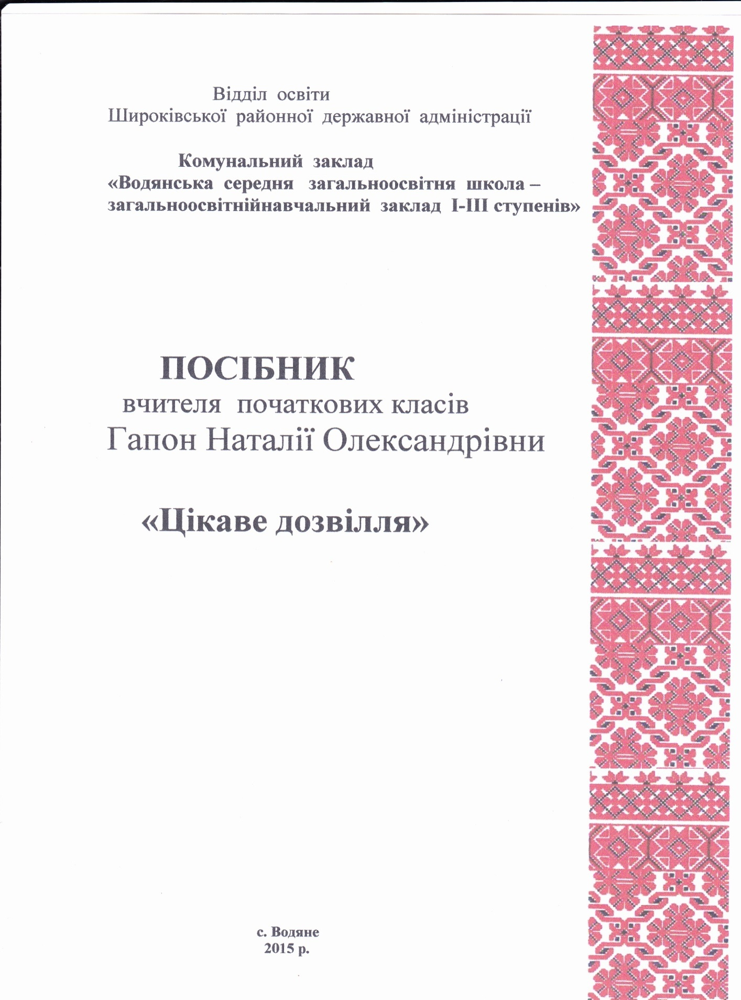 Відділ освіти
Широківської районної державної адміністрації
Комунальний заклад
«Водянська середня загальноосвітня школа –
загальноосвітнійнавчальний заклад І-ІІІ ступенів»
ПОСІБНИК
вчителя початкових класів
Гапон Наталії Олександрівни
«Цікаве дозвілля»
с. Водяне
2015 р.